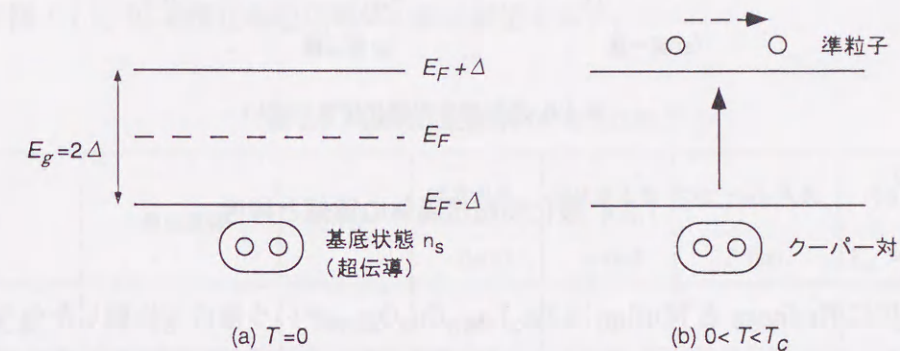 準粒子
E_F+Δ
E_F
E_g=2Δ
E_F-Δ
基底状態 n_s
(超伝導)
クーパー対
(a) T=0
(b) 0<T<T_C